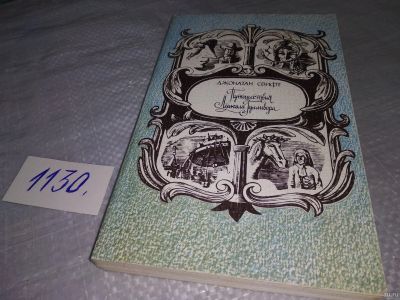 ДЖОНАТАН СВИФТ
Путешествия
Лемюэля Гулливера
1130.